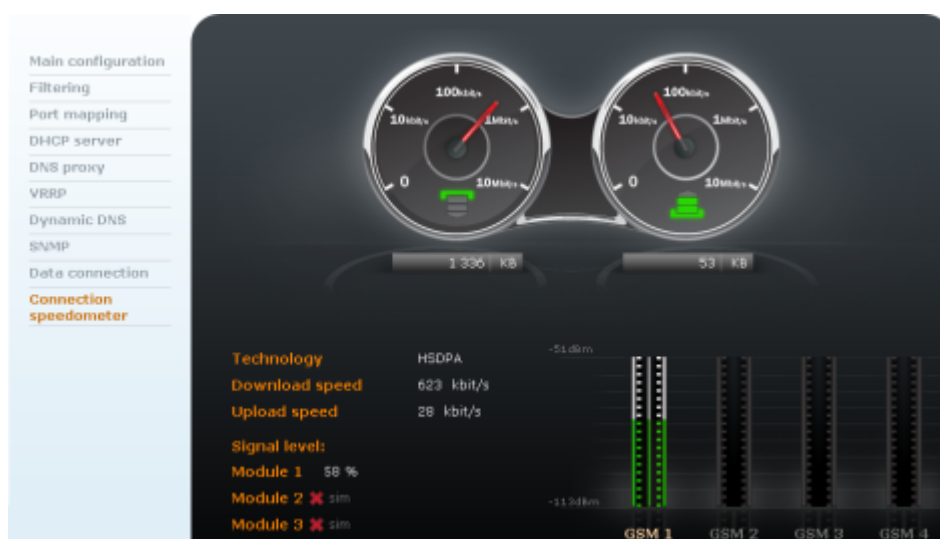 Main configuration
Filtering
Port mapping
DHCP server
DNS proxy
VRRP
Dynamic DNS
SNMP
Data connection
Connection
speedometer
100kbit/s
10kbit/s
1Mbit/s
0
10Mbit/s
1 336 KB
100kbit/s
10kbit/s
1Mbit/s
0
10Mbit/s
53 KB
Technology HSDPA
Download speed 623 kbit/s
Upload speed 28 kbit/s
Signal level:
Module 1 58 %
Module 2 sim
Module 3 sim
-51dBm
-113dBm
GSM 1 GSM 2 GSM 3 GSM 4